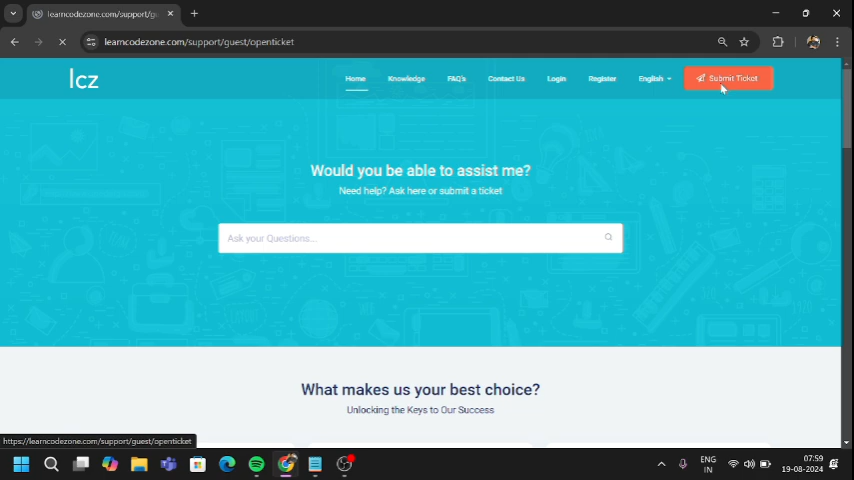 learncodezone.com/support/gu
learncodezone.com/support/guest/openticket
lcz
Home
Knowledge
FAQ's
Contact Us
Login
Register
English
Submit Ticket
Would you be able to assist me?
Need help? Ask here or submit a ticket
Ask your Questions...
What makes us your best choice?
Unlocking the Keys to Our Success
https://learncodezone.com/support/guest/openticket
ENG
IN
07:59
19-08-2024